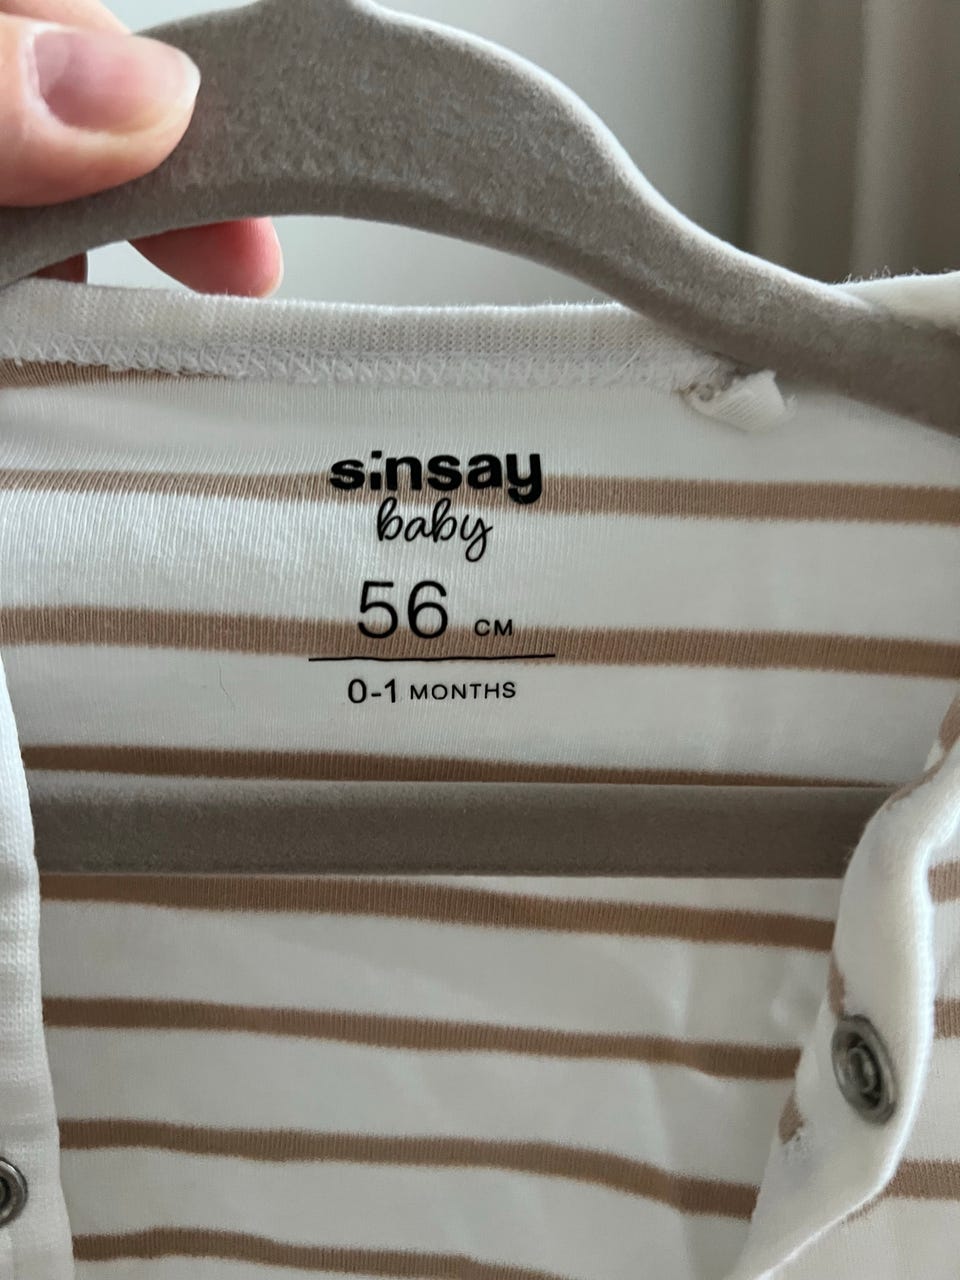 sinsay
baby
56 CM
0-1 MONTHS